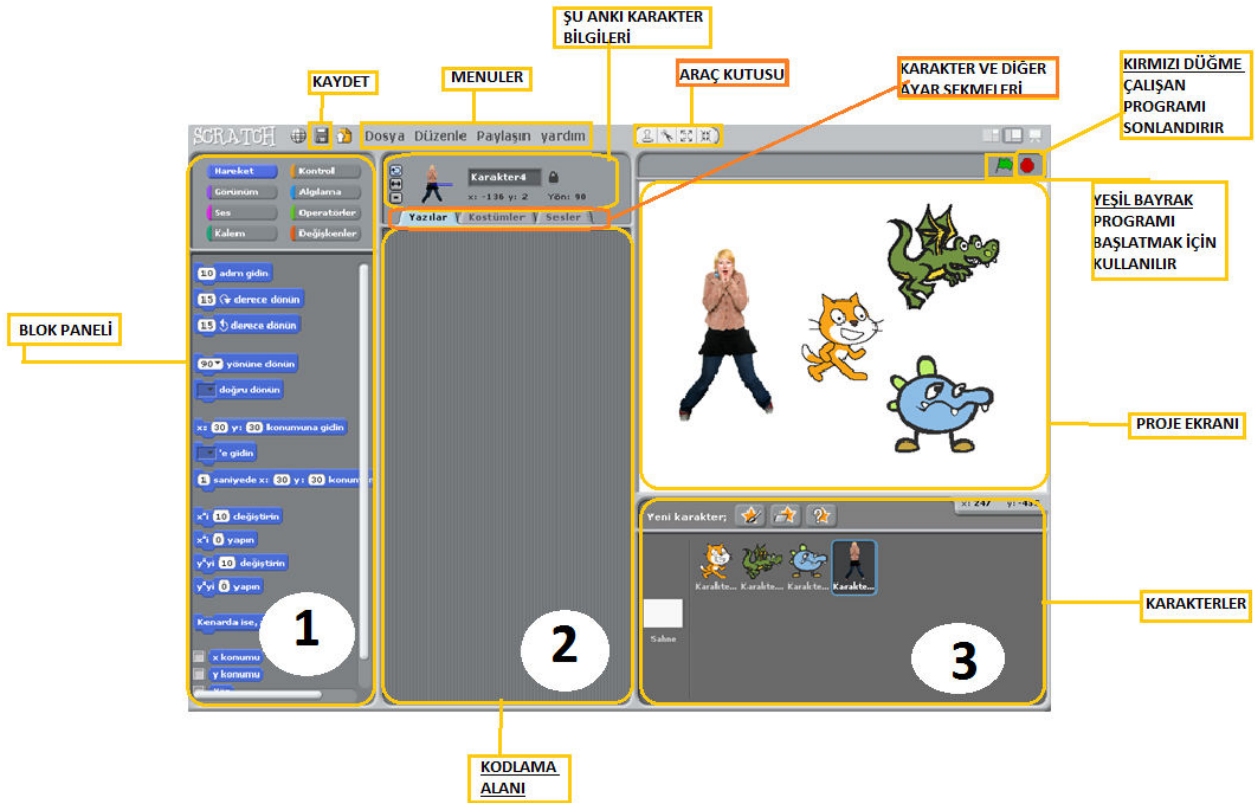 ŞU ANKI KARAKTER
BİLGİLERİ
KAYDET
MENULER
ARAÇ KUTUSU
KARAKTER VE DİĞER
AYAR SEKMELERİ
KIRMIZI DÜĞME
ÇALIŞAN
PROGRAMI
SONLANDIRIR
SCRATCH
Dosya Düzenle Paylaşın yardım
Hareket
Kontrol
Görünüm
Algılama
Ses
Operatörler
Kalem
Değişkenler
Karakter4
x: -136 y: 2 Yön: 90
Yazılar
Kostümler
Sesler
YEŞİL BAYRAK
PROGRAMI
BAŞLATMAK İÇİN
KULLANILIR
10 adım gidin
15 derece dönün
15 derece dönün
90 yönüne dönün
doğru dönün
x: 30 y: 30 konumuna gidin
'e gidin
1 saniyede x: 30 y: 30 konum
x'i 10 değiştirin
x'i 0 yapın
y'yi 10 değiştirin
y'yi 0 yapın
Kenarda ise,
x konumu
y konumu
BLOK PANELİ
PROJE EKRANI
x: 247
Yeni karakter;
Karakte...
Karakte...
Karakte...
Karakte...
Sahne
KARAKTERLER
1
2
3
KODLAMA
ALANI